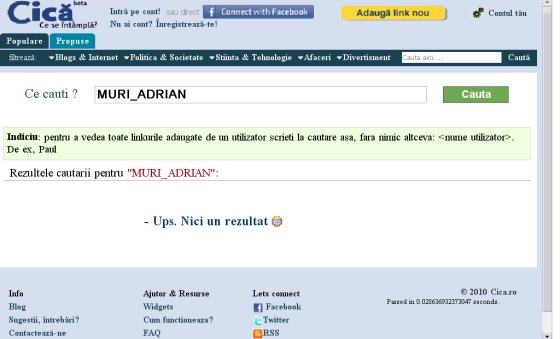 Cică beta
Ce se întâmplă?
Intră pe cont! sau direct Connect with Facebook
Nu ai cont? Înregistrează-te!
Adaugă link nou
Contul tău
Populare Propuse
filtrează: Blogs & Internet Politica & Societate Stiinta & Tehnologie Afaceri Divertisment Cauta aici.... Caută
Ce cauti ? MURI_ADRIAN Cauta
Indiciu: pentru a vedea toate linkurile adaugate de un utilizator scrieti la cautare asa, fara nimic altceva: <nume utilizator>.
De ex, Paul
Rezultele cautarii pentru "MURI_ADRIAN":
- Ups. Nici un rezultat
Info
Blog
Sugestii, întrebări?
Contactează-ne
Ajutor & Resurse
Widgets
Cum functioneaza?
FAQ
Lets connect
Facebook
Twitter
RSS
© 2010 Cica.ro
Parsed in 0.028636932373047 seconds.